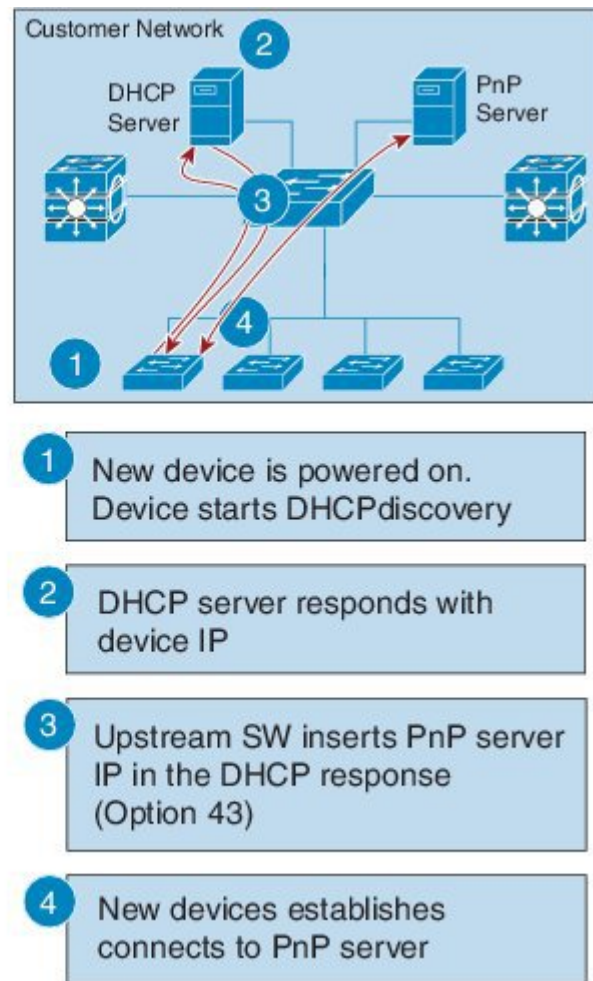 Customer Network
2
DHCP
Server
PnP
Server
3
4
1
1
New device is powered on.
Device starts DHCPdiscovery
2
DHCP server responds with
device IP
3
Upstream SW inserts PnP server
IP in the DHCP response
(Option 43)
4
New devices establishes
connects to PnP server